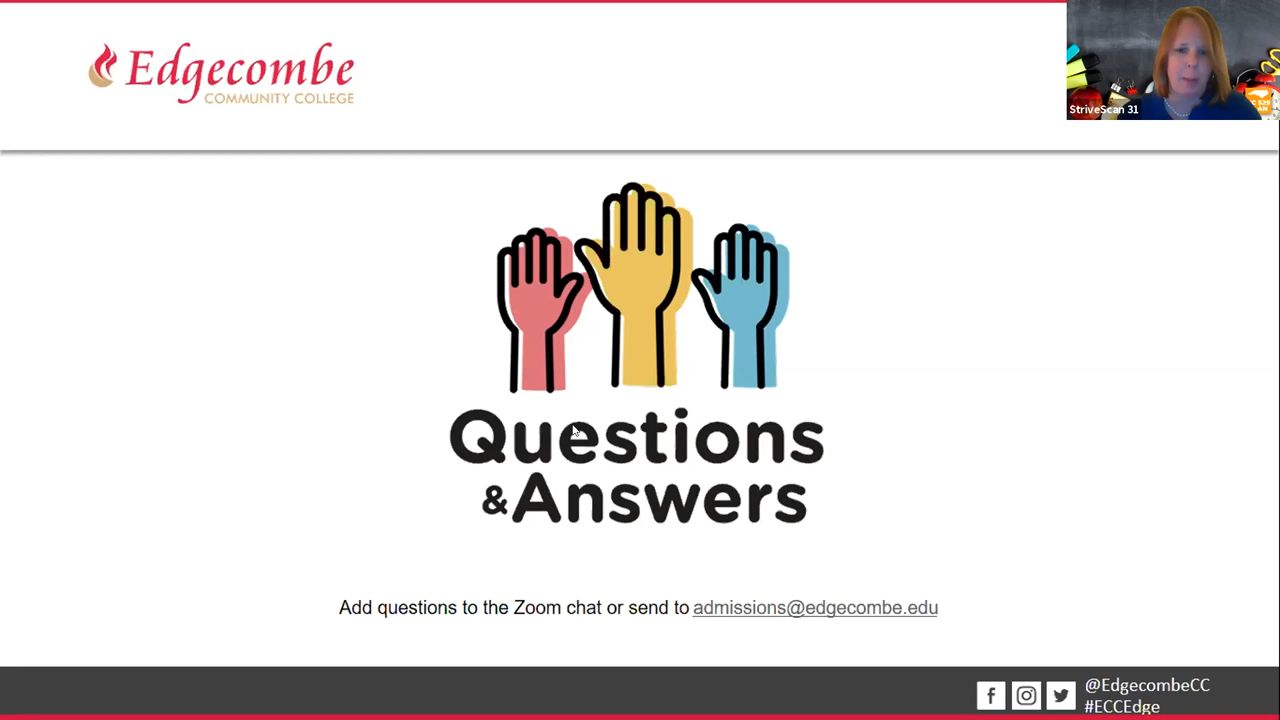 Edgecombe
COMMUNITY COLLEGE
StriveScan 31
Questions
&Answers
Add questions to the Zoom chat or send to admissions@edgecombe.edu
@EdgecombeCC
#ECCEdge